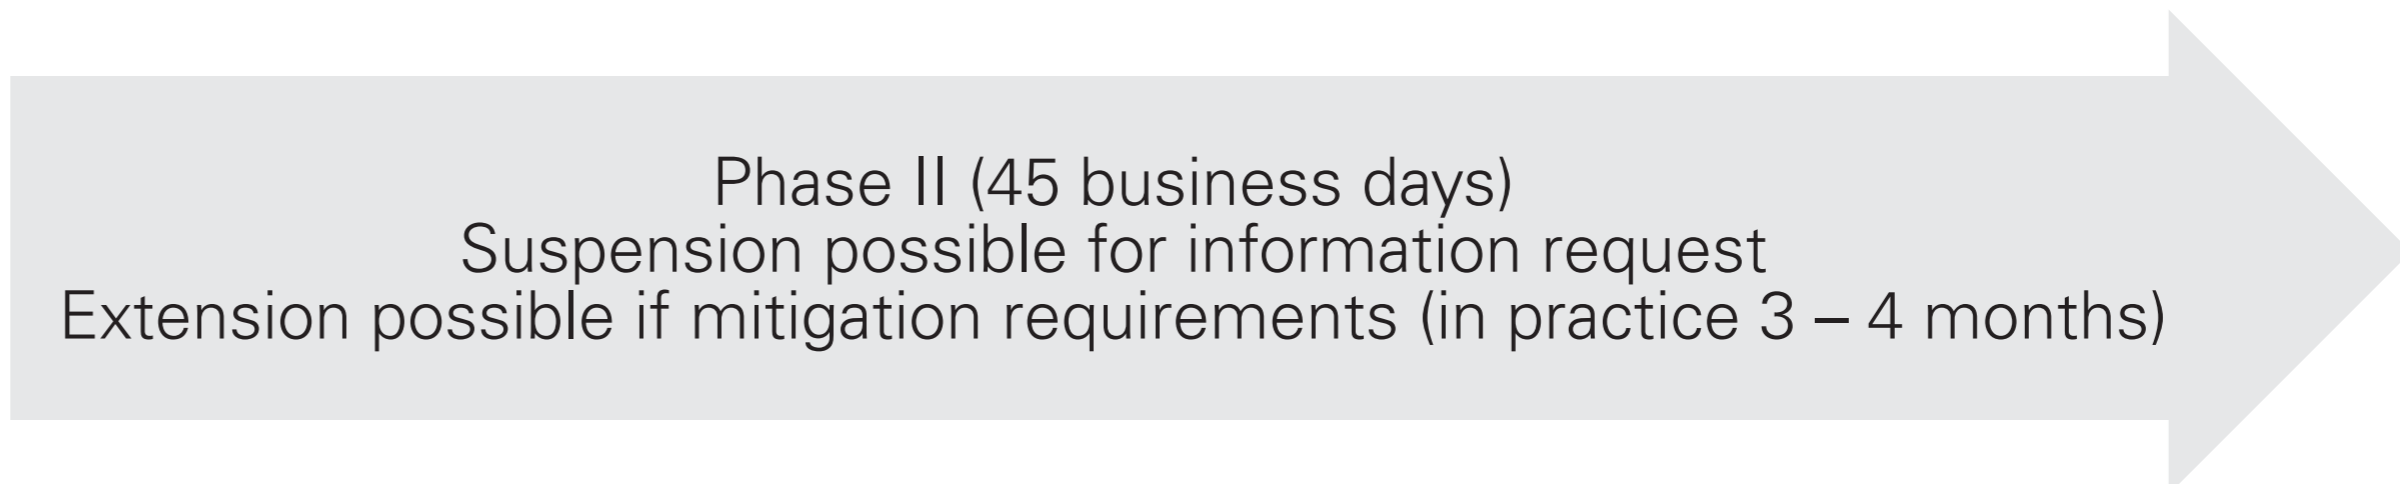 Phase II (45 business days)
Suspension possible for information request
Extension possible if mitigation requirements (in practice 3 – 4 months)